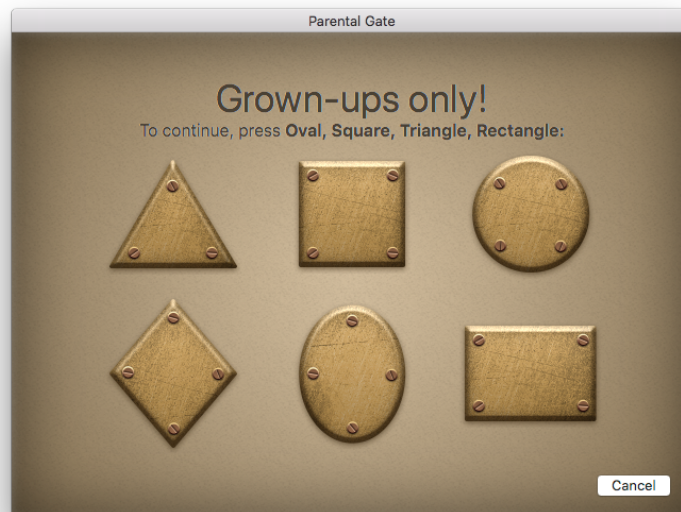 Parental Gate
Grown-ups only!
To continue, press Oval, Square, Triangle, Rectangle:
Cancel